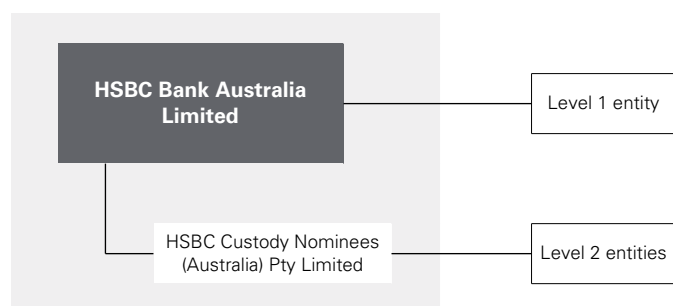 HSBC Bank Australia
Limited
Level 1 entity
HSBC Custody Nominees
(Australia) Pty Limited
Level 2 entities